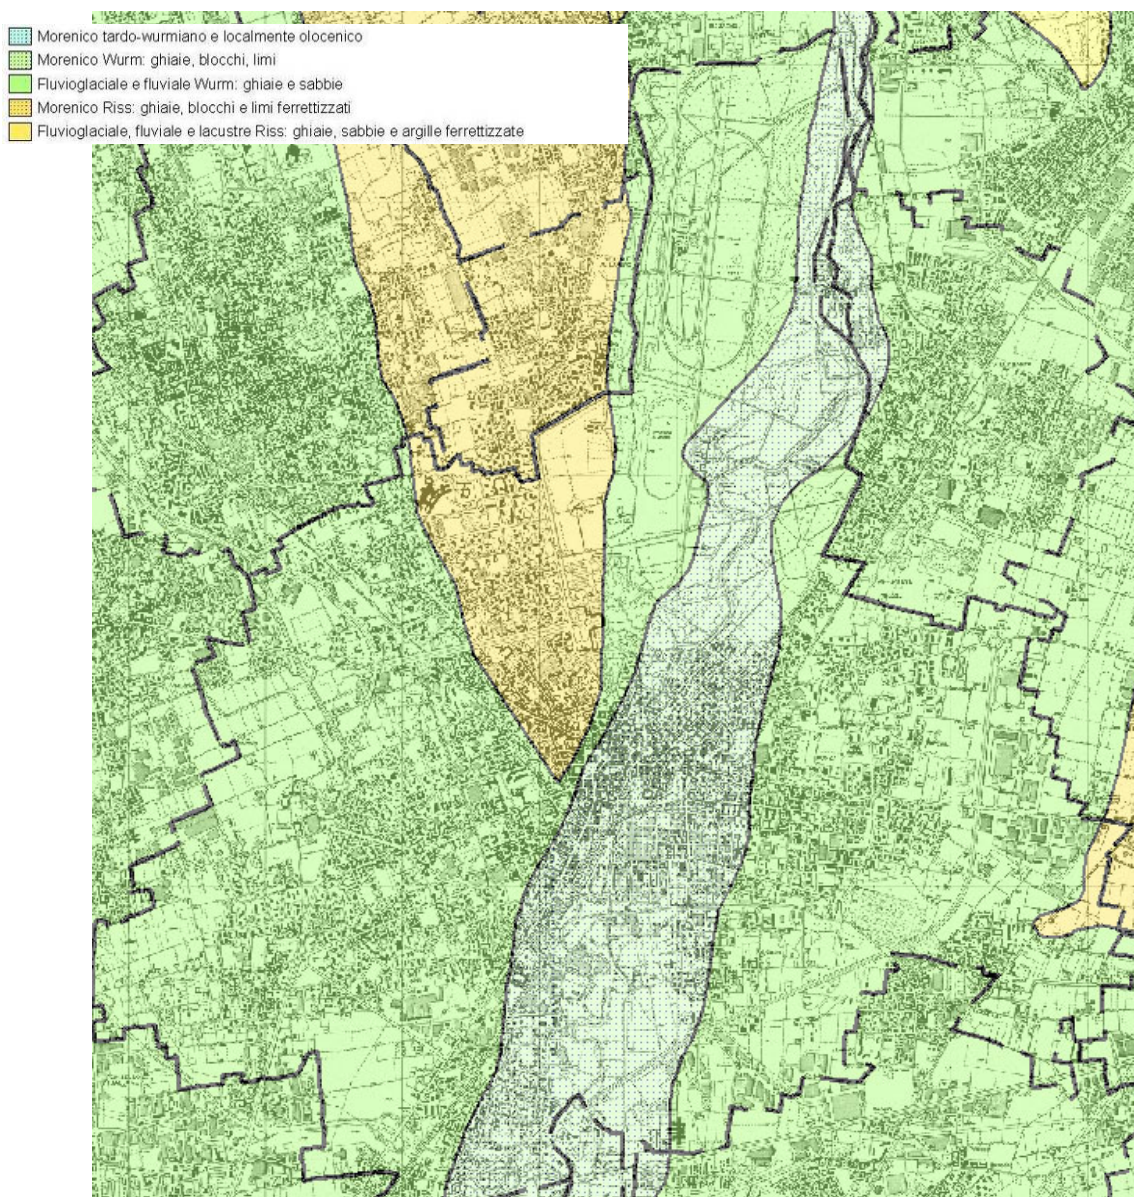 Morenico tardo-wurmiano e localmente olocenico
Morenico Wurm: ghiaie, blocchi, limi
Fluvioglaciale e fluviale Wurm: ghiaie e sabbie
Morenico Riss: ghiaie, blocchi e limi ferrettizzati
Fluvioglaciale, fluviale e lacustre Riss: ghiaie, sabbie e argille ferrettizzate